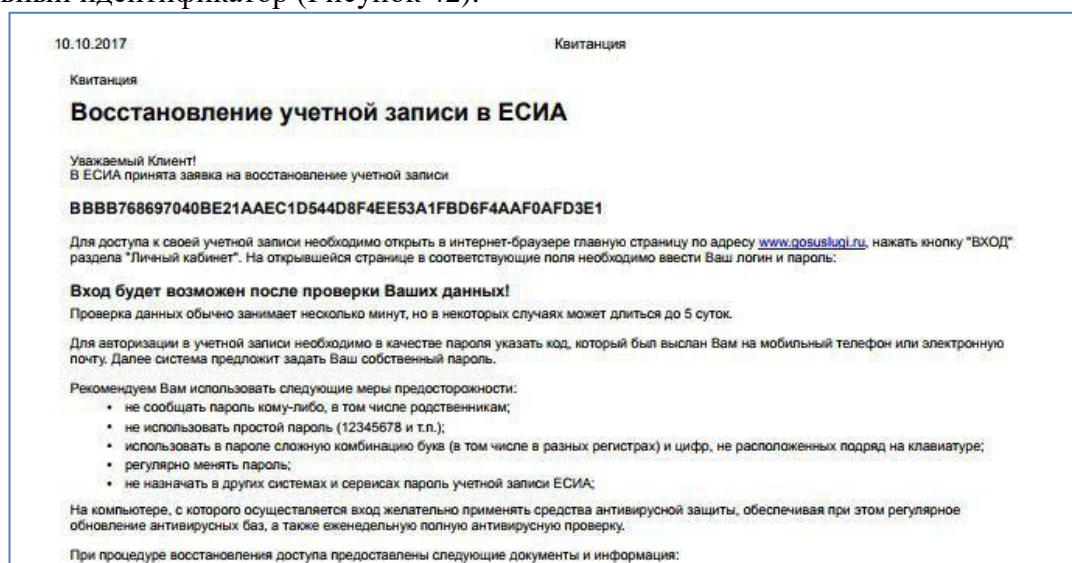 вный идентификатор (Рисунок 42).
10.10.2017 Квитанция
Квитанция
Восстановление учетной записи в ЕСИА
Уважаемый Клиент!
В ЕСИА принята заявка на восстановление учетной записи
BBBB768697040BE21AAEC1D544D8F4EE53A1FBD6F4AAF0AFD3E1
Для доступа к своей учетной записи необходимо открыть в интернет-браузере главную страницу по адресу www.gosuslugi.ru, нажать кнопку "ВХОД"
раздела "Личный кабинет". На открывшейся странице в соответствующие поля необходимо ввести Ваш логин и пароль:
Вход будет возможен после проверки Ваших данных!
Проверка данных обычно занимает несколько минут, но в некоторых случаях может длиться до 5 суток.
Для авторизации в учетной записи необходимо в качестве пароля указать код, который был выслан Вам на мобильный телефон или электронную
почту. Далее система предложит задать Ваш собственный пароль.
Рекомендуем Вам использовать следующие меры предосторожности:
• не сообщать пароль кому-либо, в том числе родственникам;
• не использовать простой пароль (12345678 и т.п.);
• использовать в пароле сложную комбинацию букв (в том числе в разных регистрах) и цифр, не расположенных подряд на клавиатуре;
• регулярно менять пароль;
• не назначать в других системах и сервисах пароль учетной записи ЕСИА;
На компьютере, с которого осуществляется вход желательно применять средства антивирусной защиты, обеспечивая при этом регулярное
обновление антивирусных баз, а также еженедельную полную антивирусную проверку.
При процедуре восстановления доступа предоставлены следующие документы и информация: